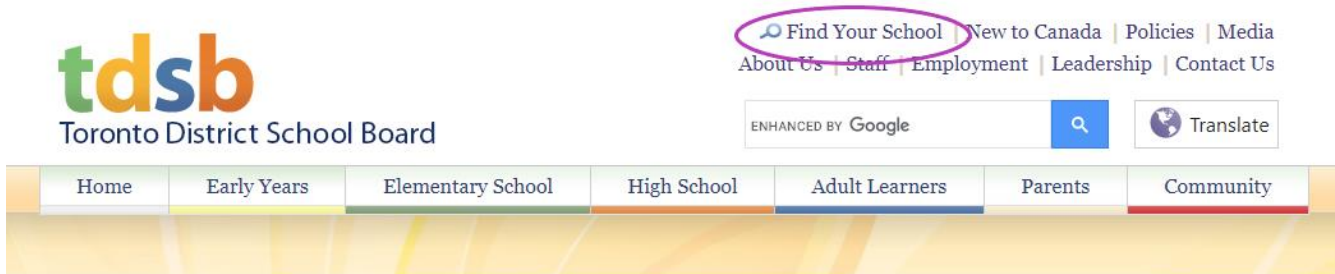 Find Your School | New to Canada | Policies | Media
About Us | Staff | Employment | Leadership | Contact Us
tdsb
Toronto District School Board
ENHANCED BY Google
Translate
Home Early Years Elementary School High School Adult Learners Parents Community